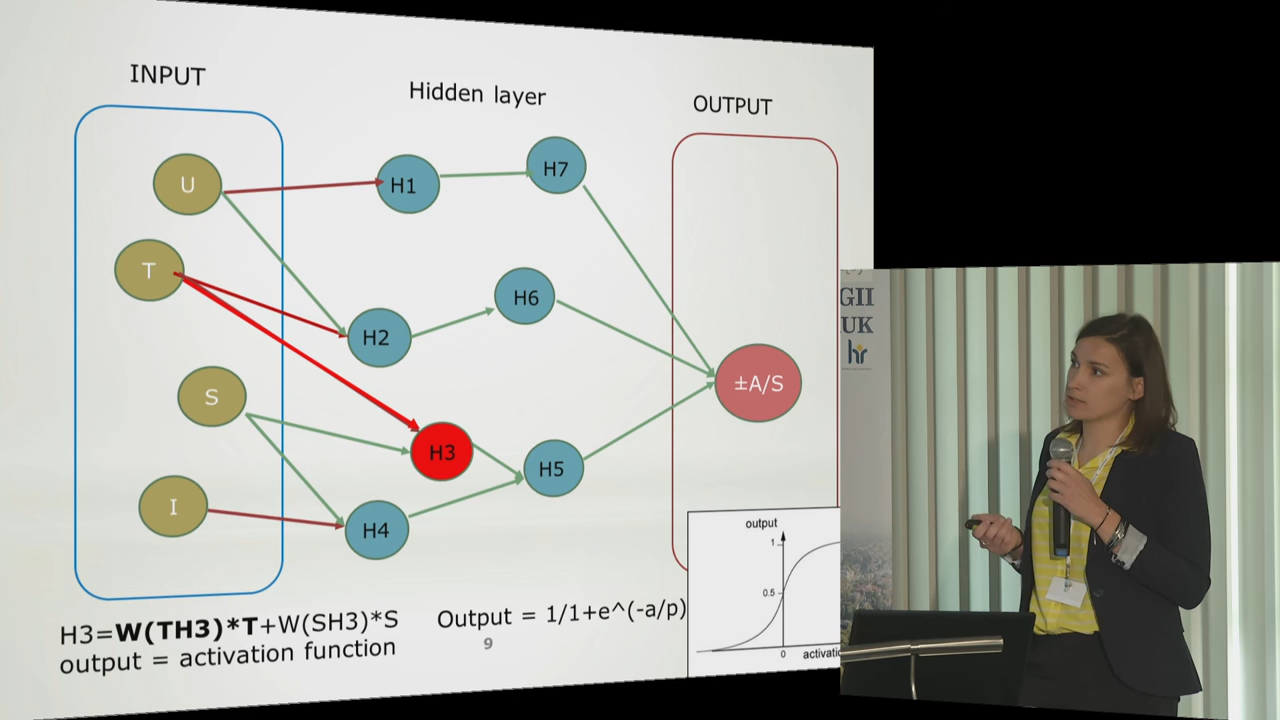 INPUT
Hidden layer
OUTPUT
U
H1
H7
T
H2
H6
±A/S
S
H3
H5
I
H4
H3=W(TH3)*T+W(SH3)*S
output = activation function
Output = 1/1+e^(-a/p)
9
output
1
0.5
0
activatio
GII
UK
hr